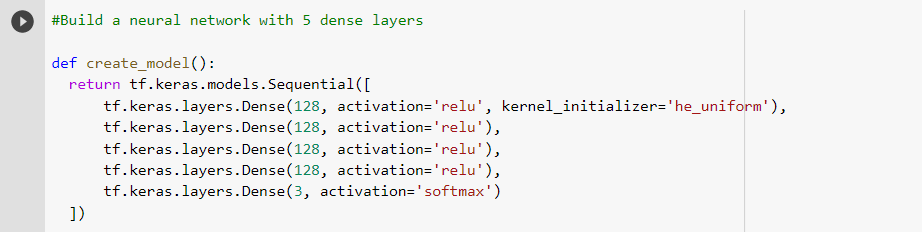 #Build a neural network with 5 dense layers
def create_model():
return tf.keras.models.Sequential([
tf.keras.layers.Dense(128, activation='relu', kernel_initializer='he_uniform'),
tf.keras.layers.Dense(128, activation='relu'),
tf.keras.layers.Dense(128, activation='relu'),
tf.keras.layers.Dense(128, activation='relu'),
tf.keras.layers.Dense(3, activation='softmax')
])